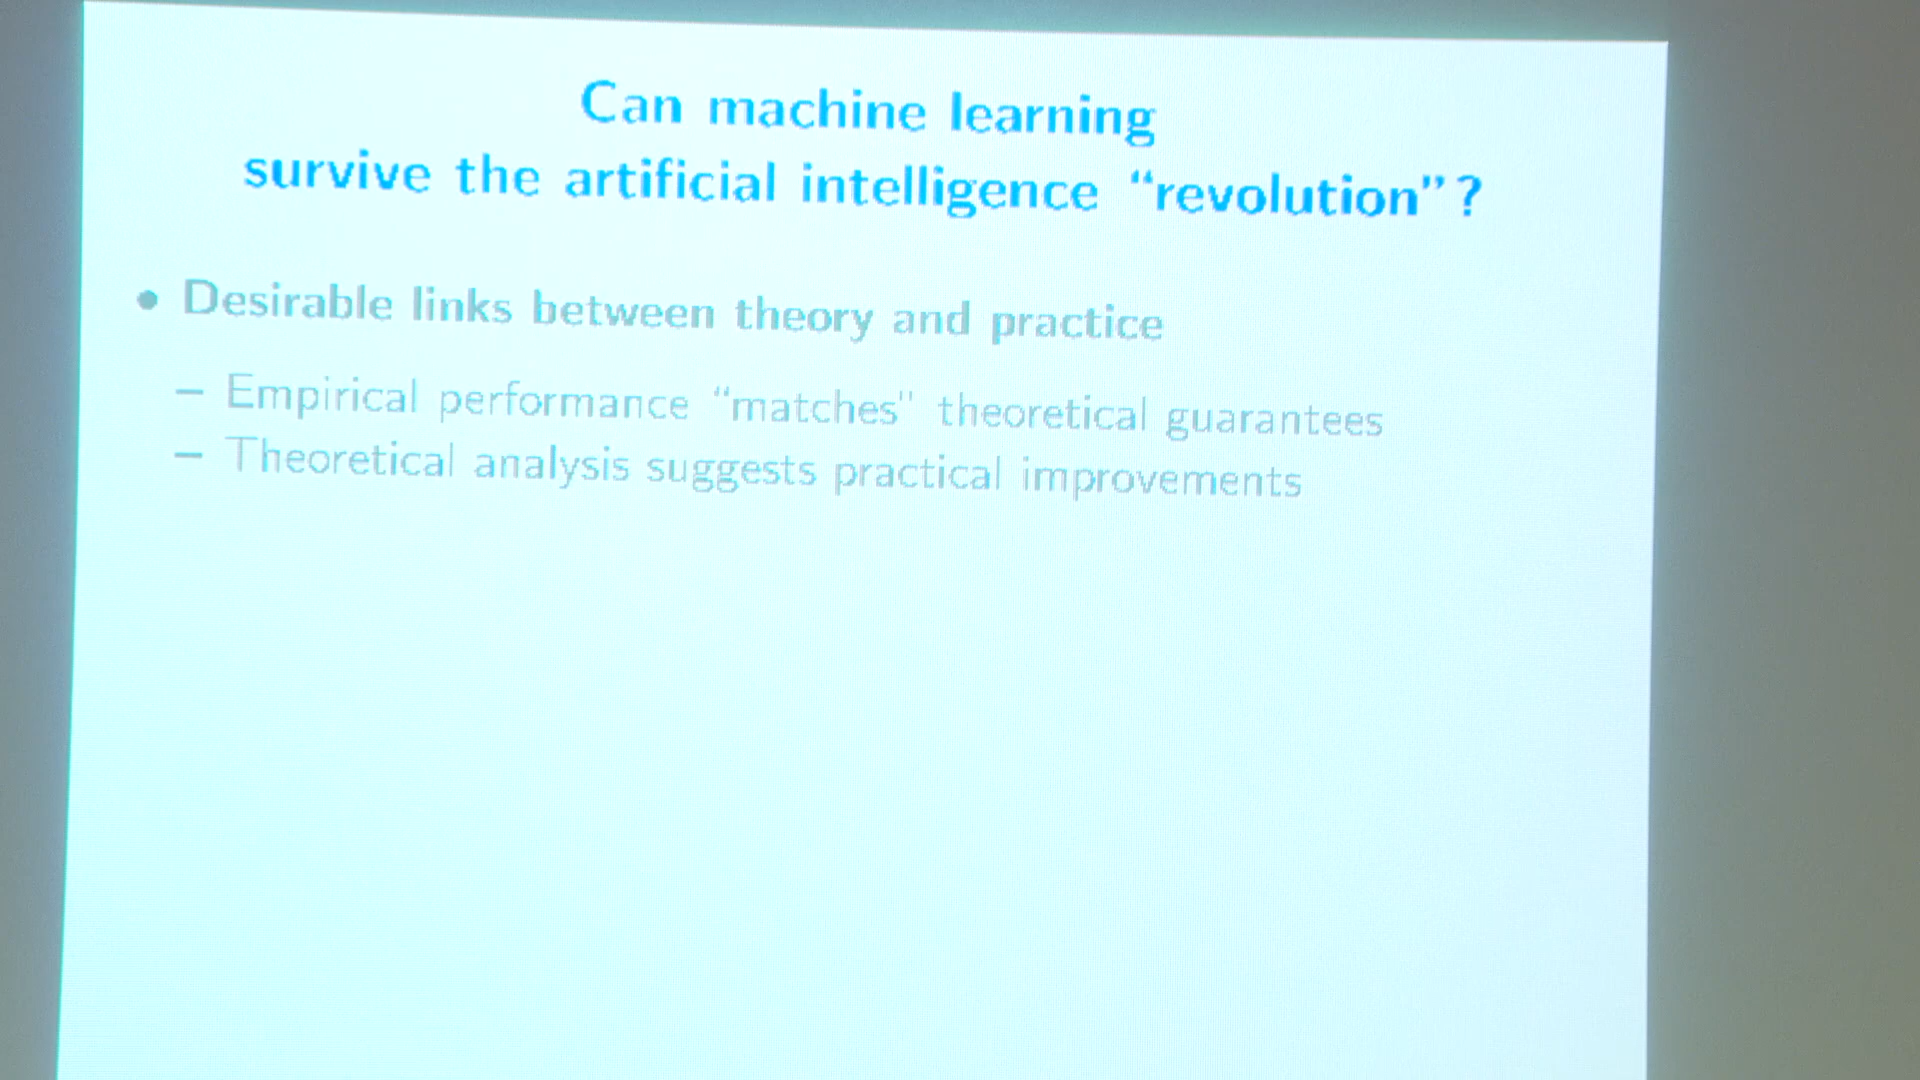 Can machine learning
survive the artificial intelligence “revolution”?
• Desirable links between theory and practice
– Empirical performance “matches” theoretical guarantees
– Theoretical analysis suggests practical improvements